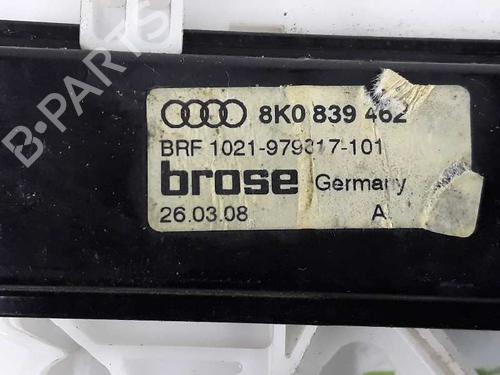 8K0 839 462
BRF 1021-979317-101
brose Germany
26.03.08 A
B-PARTS